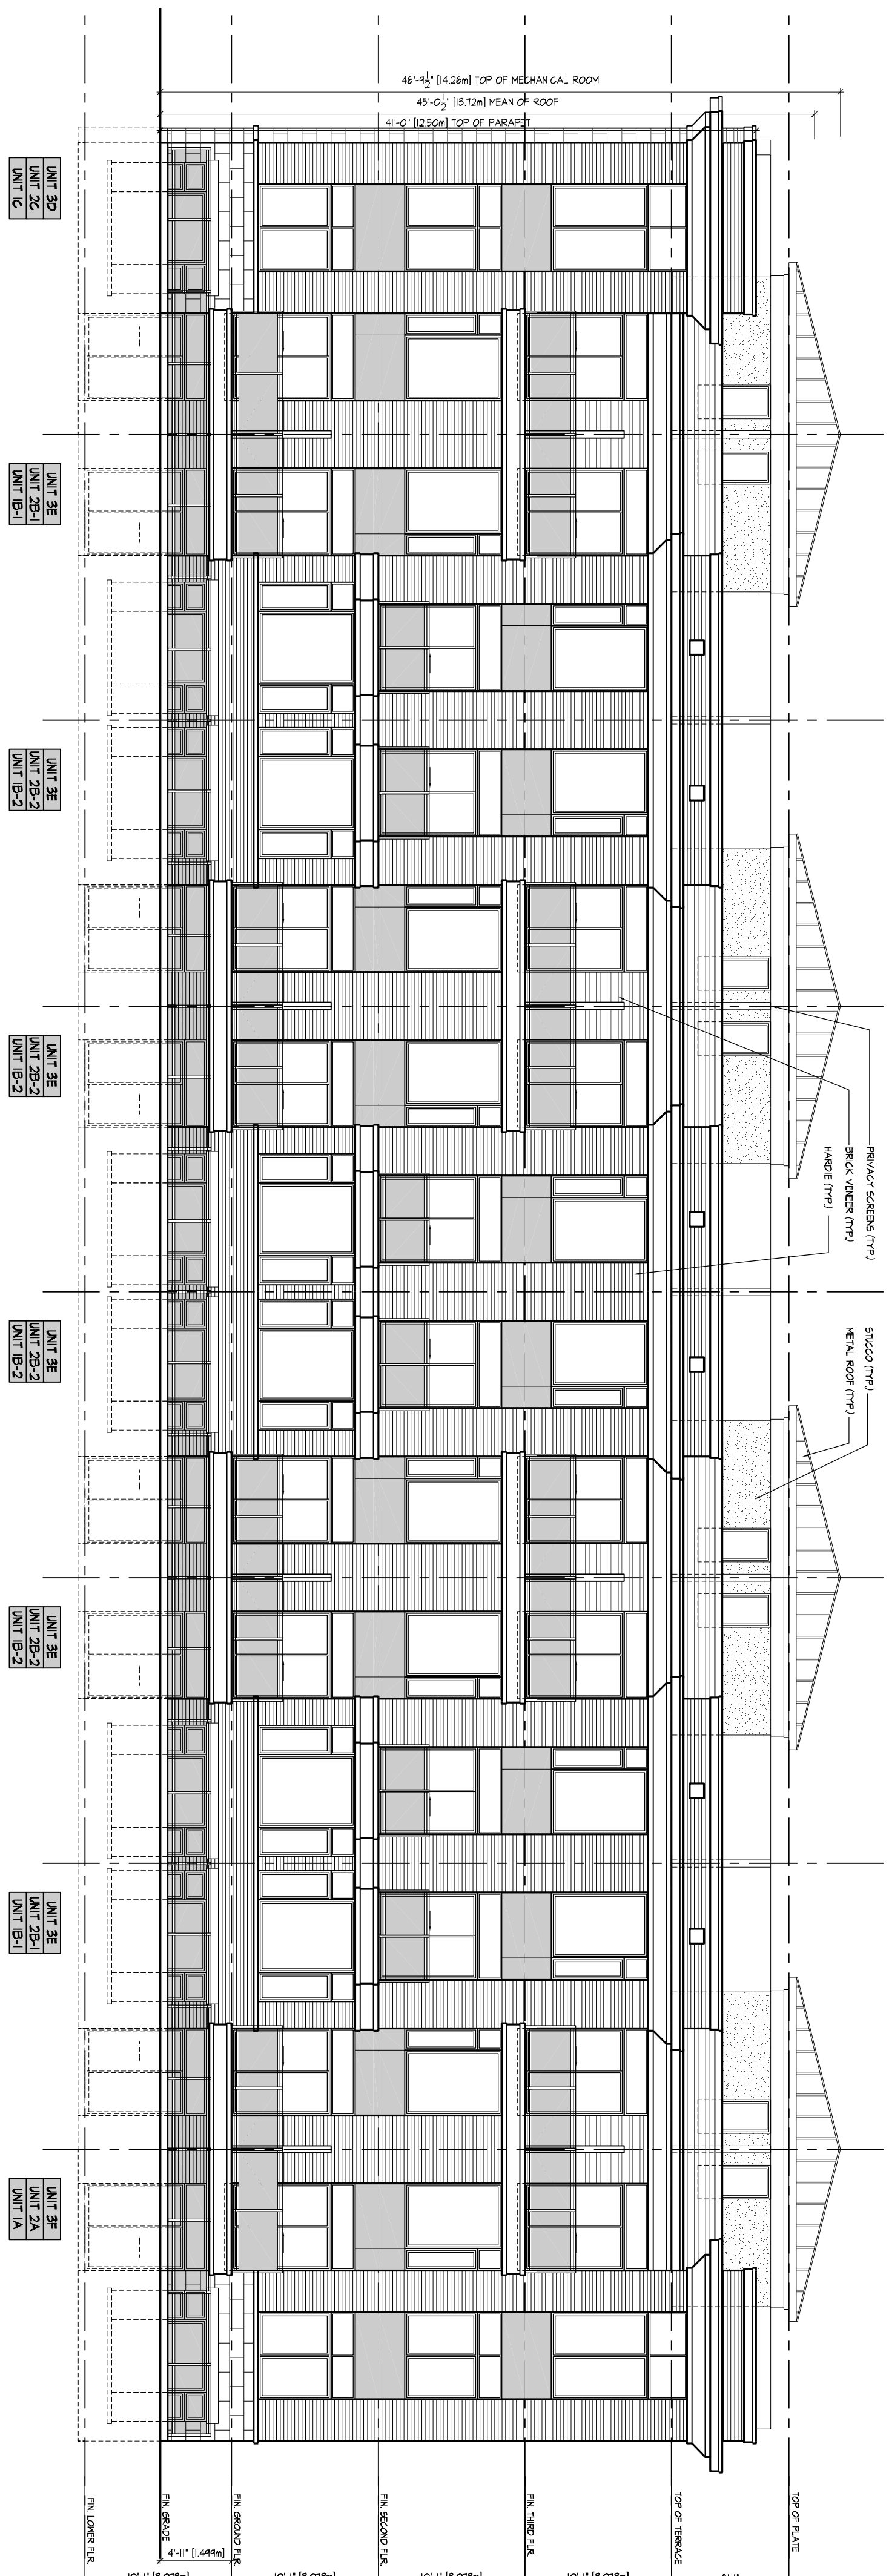 46'-9½" [14.26m] TOP OF MECHANICAL ROOM
45'-0½" [13.72m] MEAN OF ROOF
41'-0" [12.50m] TOP OF PARAPET
UNIT 3D
UNIT 2C
UNIT 1C
UNIT 3E
UNIT 2B-1
UNIT 1B-1
UNIT 3E
UNIT 2B-2
UNIT 1B-2
UNIT 3E
UNIT 2B-2
UNIT 1B-2
UNIT 3E
UNIT 2B-2
UNIT 1B-2
UNIT 3E
UNIT 2B-2
UNIT 1B-2
UNIT 3E
UNIT 2B-1
UNIT 1B-1
UNIT 3F
UNIT 2A
UNIT 1A
PRIVACY SCREENS (TYP.)
BRICK VENEER (TYP.)
HARDIE (TYP.)
STUCCO (TYP.)
METAL ROOF (TYP.)
TOP OF PLATE
TOP OF TERRACE
FIN. THIRD FLR.
FIN. SECOND FLR.
FIN. GROUND FLR.
FIN. GRADE
FIN. LOWER FLR.
4'-11" [1.499m]